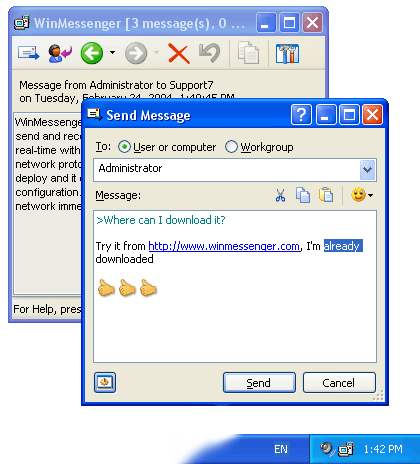 WinMessenger [3 message(s), 0 ...
Message from Administrator to Support7
on Tuesday, February 24, 2004, 1:40:45 PM
WinMessenger
send and rece
real-time with
network proto
deploy and it
configuration.
network imme
For Help, pres
Send Message
To: User or computer Workgroup
Administrator
Message:
>Where can I download it?
Try it from http://www.winmessenger.com, I'm already
downloaded
Send Cancel
EN 1:42 PM